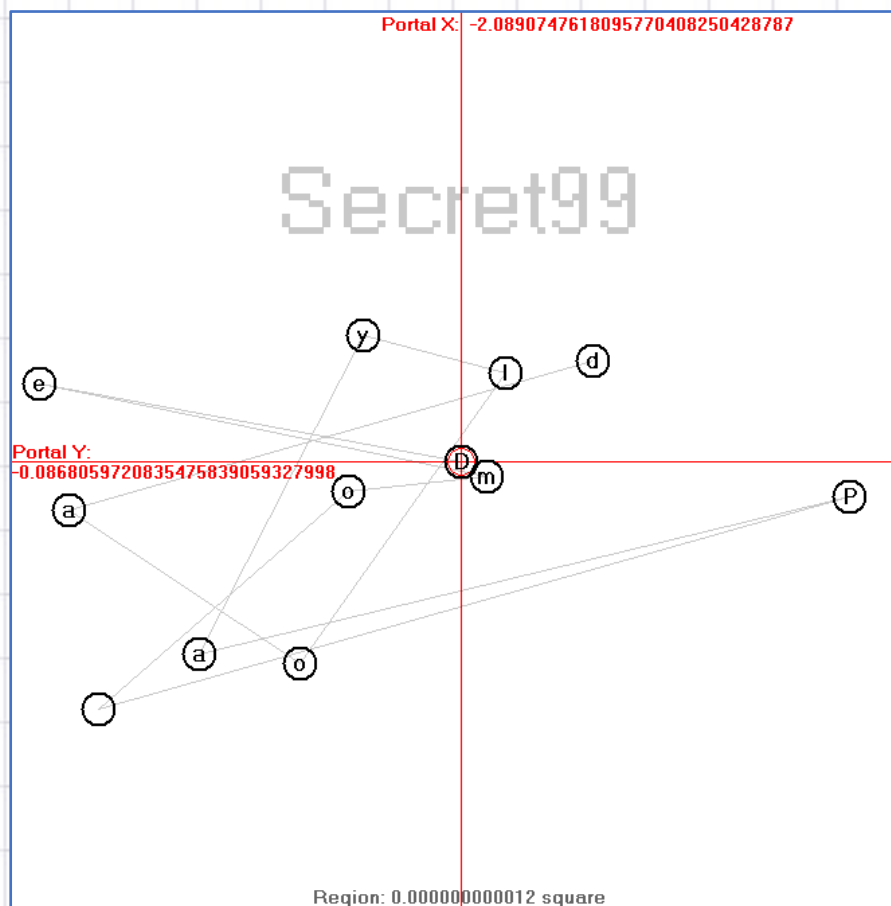 Portal X: -2.0890747618095770408250428787
Secret99
y
l
d
e
Portal Y:
D
-0.0868059720835475839059327998
m
o
P
a
a
o
Region: 0.000000000012 square